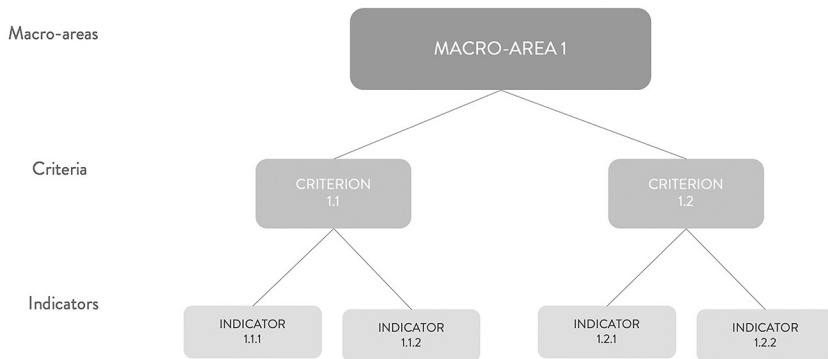 Macro-areas
MACRO-AREA 1
Criteria
CRITERION
1.1
CRITERION
1.2
Indicators
INDICATOR
1.1.1
INDICATOR
1.1.2
INDICATOR
1.2.1
INDICATOR
1.2.2